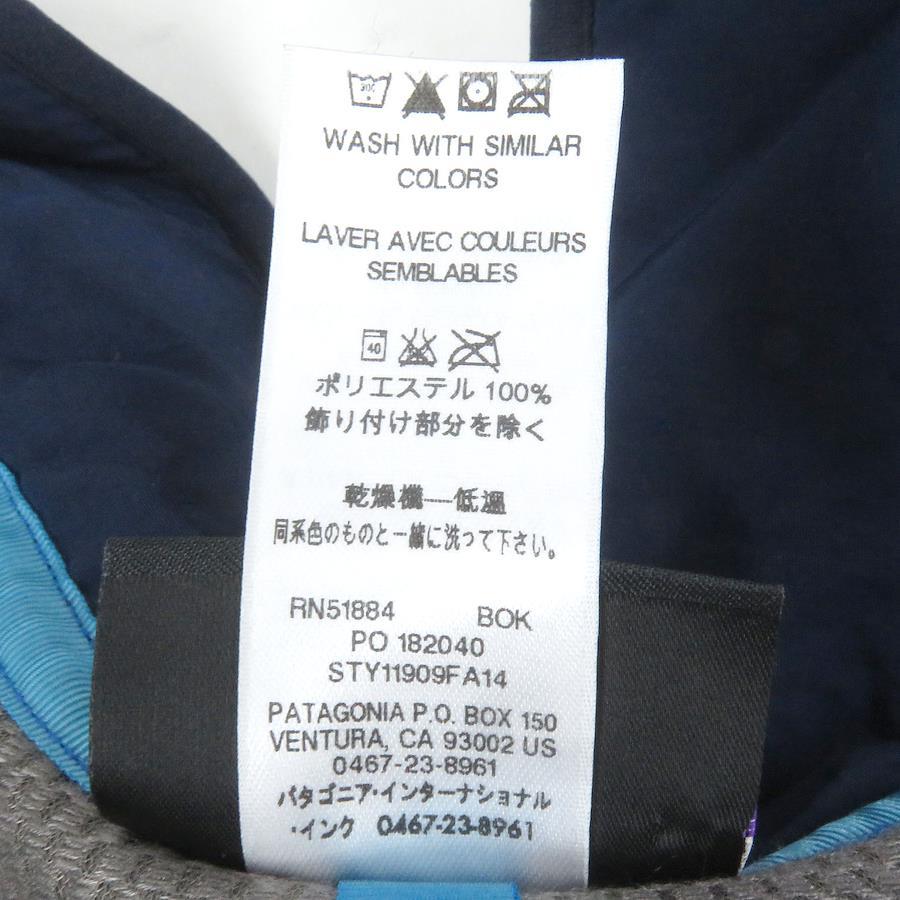 WASH WITH SIMILAR
COLORS
LAVER AVEC COULEURS
SEMBLABLES
40
ポリエステル 100%
飾り付け部分を除く
乾燥機―低温
同系色のものと一緒に洗って下さい。
RN51884 BOK
PO 182040
STY11909FA14
PATAGONIA P.O. BOX 150
VENTURA, CA 93002 US
0467-23-8961
パタゴニア・インターナショナル
・インク 0467-23-8961